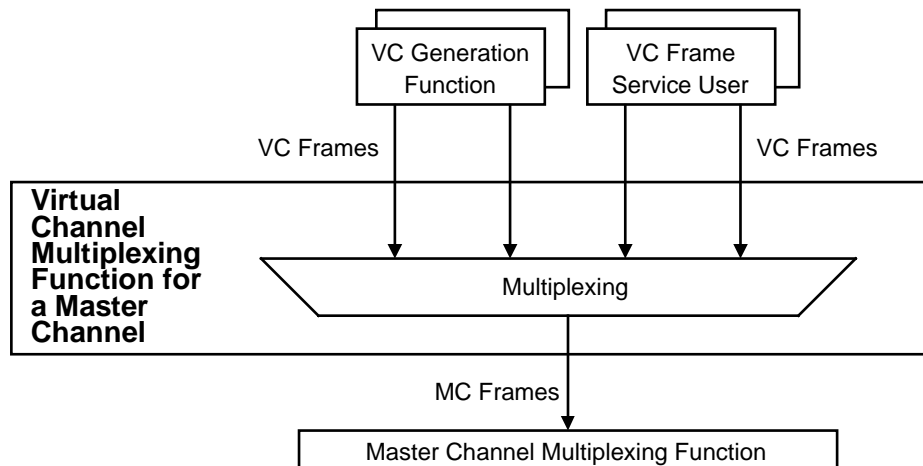 VC Generation
Function
VC Frame
Service User
VC Frames
VC Frames
Virtual
Channel
Multiplexing
Function for
a Master
Channel
Multiplexing
MC Frames
Master Channel Multiplexing Function